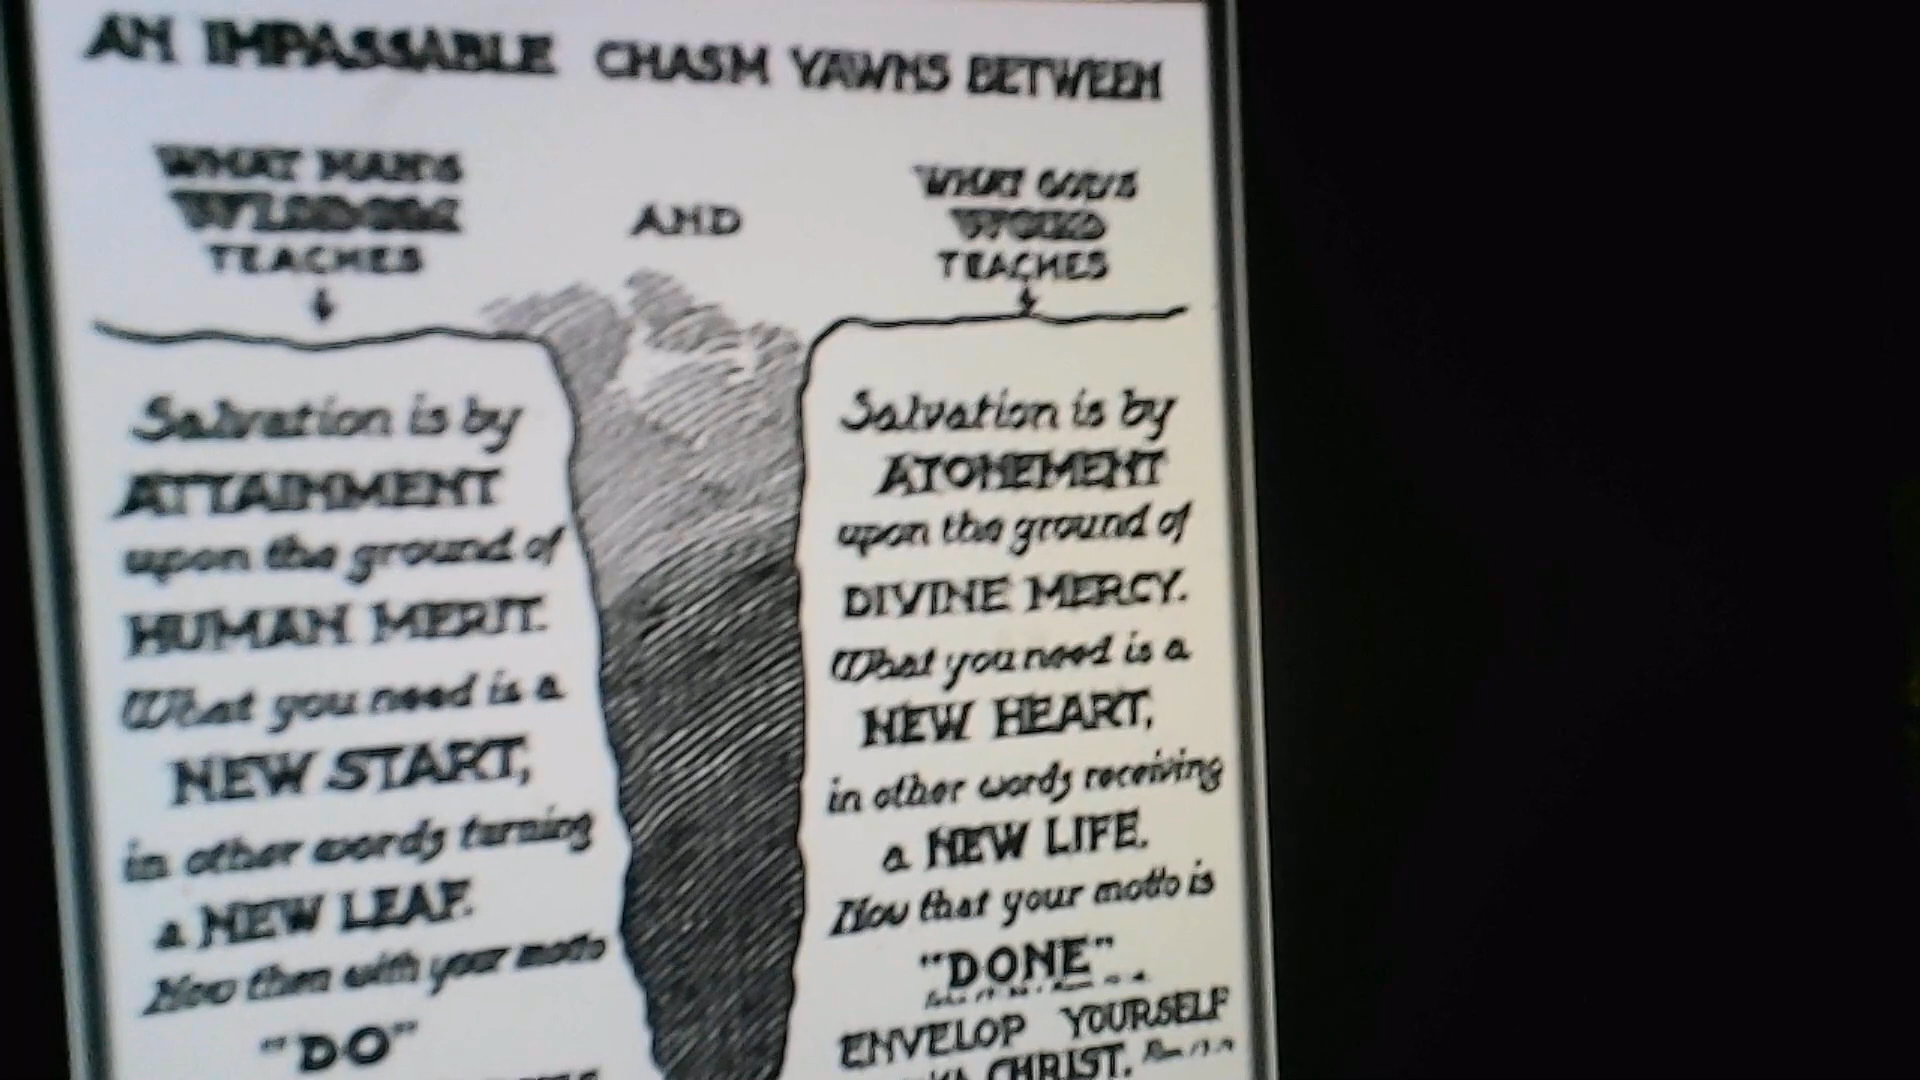 AN IMPASSABLE CHASM YAWNS BETWEEN
WHAT MAN'S
WISDOM
TEACHES
AND
WHAT GOD'S
WORD
TEACHES
Salvation is by
ATTAINMENT
upon the ground of
HUMAN MERIT.
What you need is a
NEW START,
in other words turning
a NEW LEAF.
Now then with your motto
"DO"
Salvation is by
ATONEMENT
upon the ground of
DIVINE MERCY.
What you need is a
NEW HEART,
in other words receiving
a NEW LIFE.
Now that your motto is
"DONE"
ENVELOP YOURSELF
CHRIST.